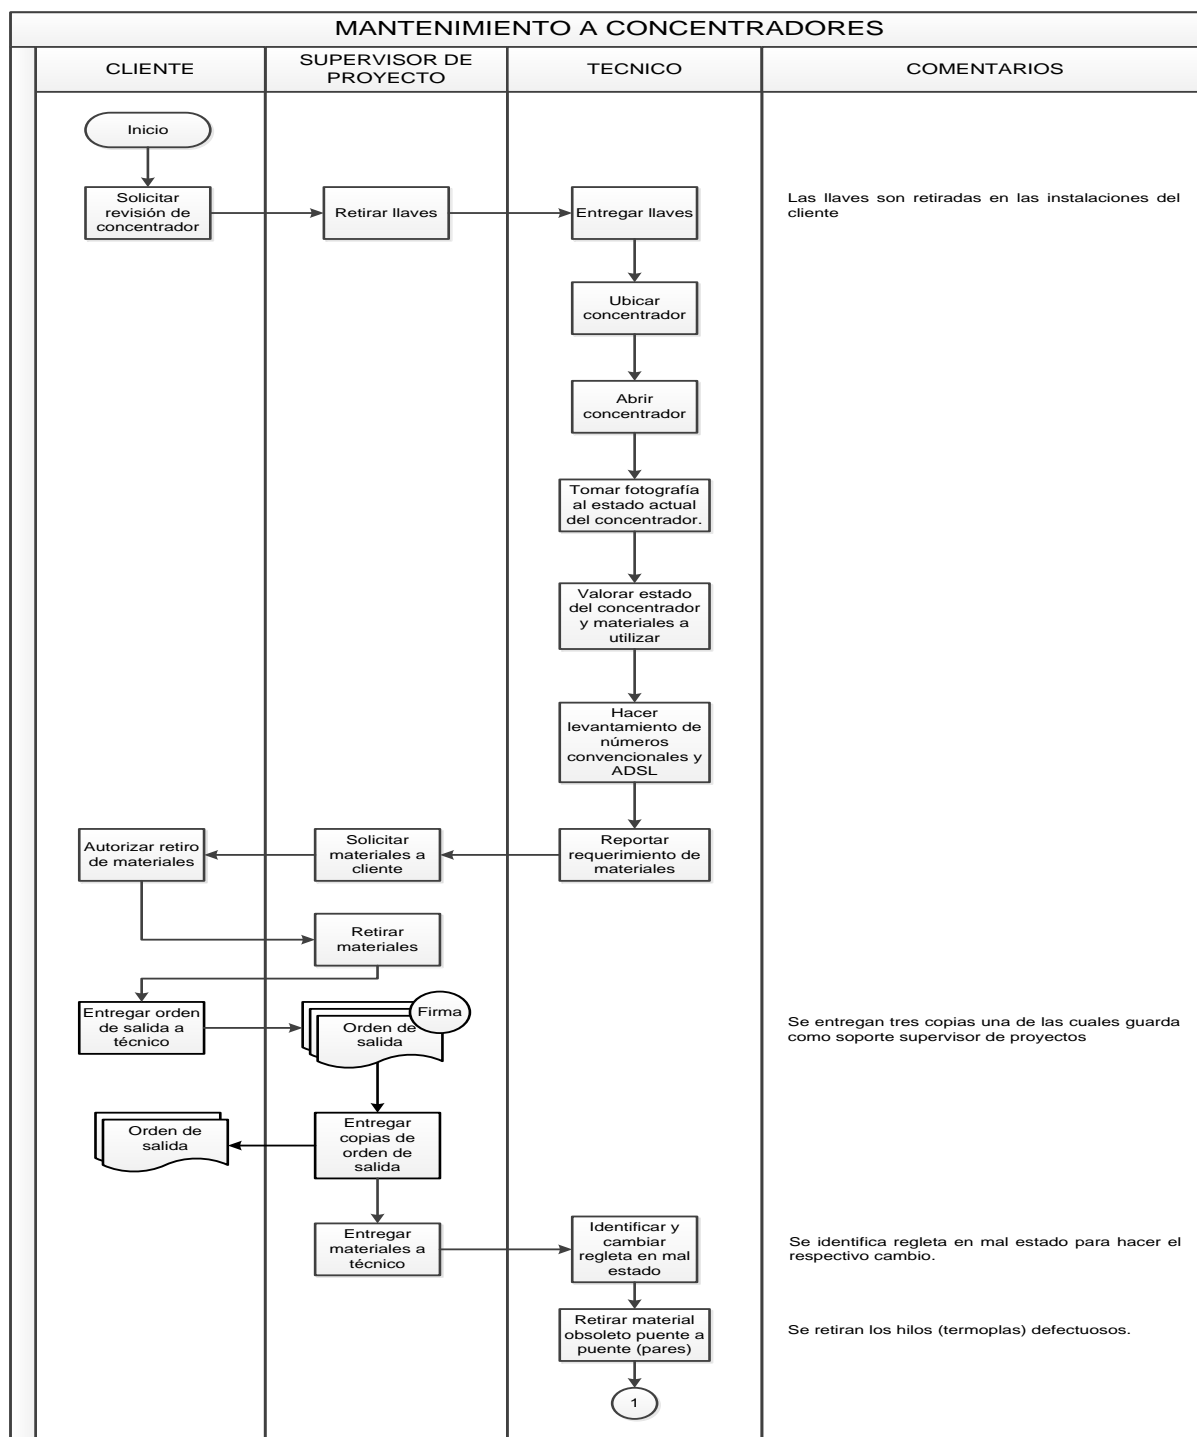 MANTENIMIENTO A CONCENTRADORES
CLIENTE
SUPERVISOR DE
PROYECTO
TECNICO
COMENTARIOS
Inicio
Solicitar
revisión de
concentrador
Retirar llaves
Entregar llaves
Las llaves son retiradas en las instalaciones del
cliente
Ubicar
concentrador
Abrir
concentrador
Tomar fotografía
al estado actual
del concentrador.
Valorar estado
del concentrador
y materiales a
utilizar
Hacer
levantamiento de
números
convencionales y
ADSL
Autorizar retiro
de materiales
Solicitar
materiales a
cliente
Reportar
requerimiento de
materiales
Retirar
materiales
Entregar orden
de salida a
técnico
Firma
Orden de
salida
Se entregan tres copias una de las cuales guarda
como soporte supervisor de proyectos
Orden de
salida
Entregar
copias de
orden de
salida
Entregar
materiales a
técnico
Identificar y
cambiar
regleta en mal
estado
Se identifica regleta en mal estado para hacer el
respectivo cambio.
Retirar material
obsoleto puente a
puente (pares)
Se retiran los hilos (termoplas) defectuosos.
1